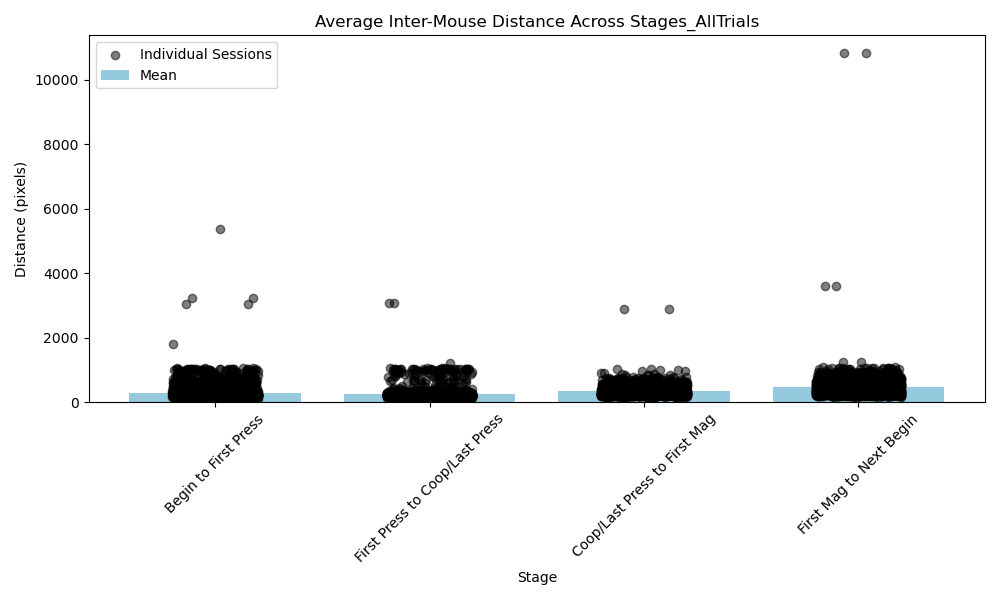 Average Inter-Mouse Distance Across Stages_AllTrials
Individual Sessions
Mean
10000
8000
6000
4000
2000
0
Distance (pixels)
Begin to First Press
First Press to Coop/Last Press
Coop/Last Press to First Mag
First Mag to Next Begin
Stage